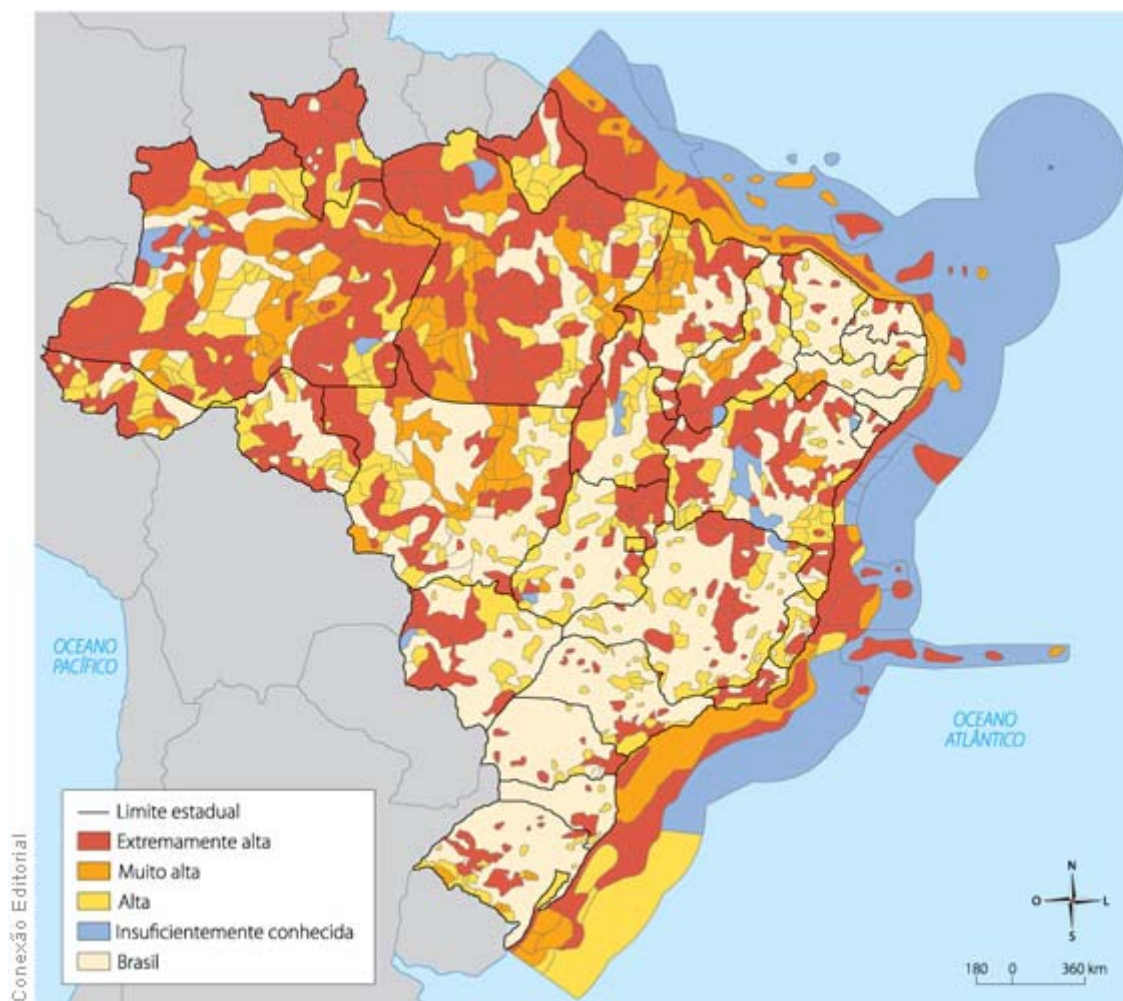 OCEANO
PACÍFICO
OCEANO
ATLÂNTICO
Limite estadual
Extremamente alta
Muito alta
Alta
Insuficientemente conhecida
Brasil
N
O
L
S
180 0 360 km
Conexão Editorial